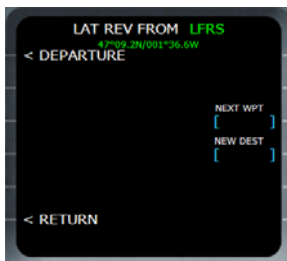 LAT REV FROM LFRS
47°09.2N/001°36.6W
< DEPARTURE
NEXT WPT
[ ]
NEW DEST
[ ]
< RETURN